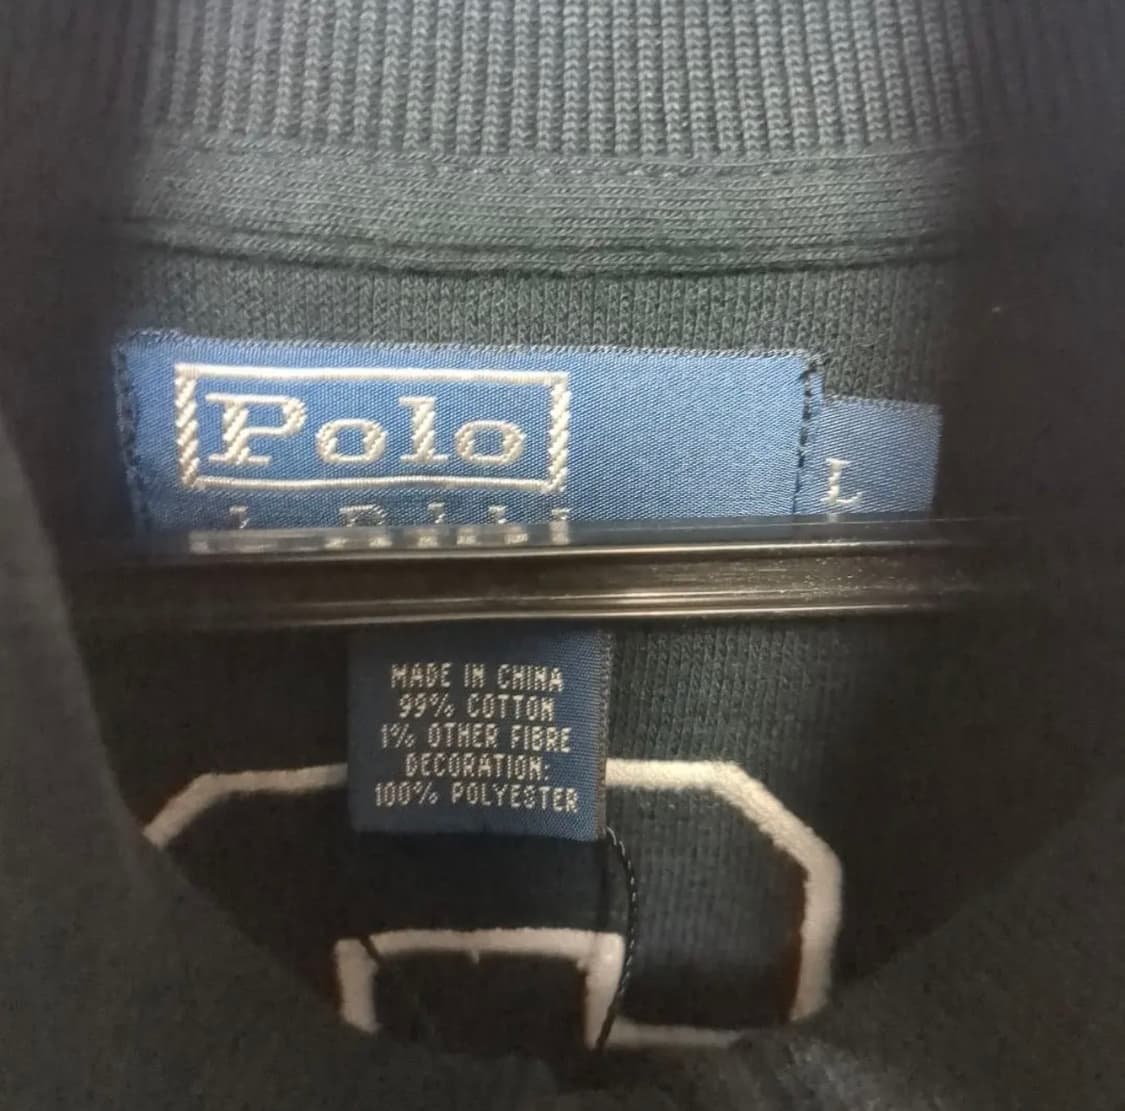 Polo
L
MADE IN CHINA
99% COTTON
1% OTHER FIBRE
DECORATION:
100% POLYESTER